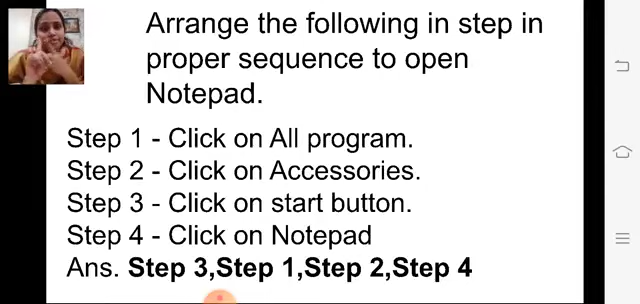 Arrange the following in step in
proper sequence to open
Notepad.
Step 1 - Click on All program.
Step 2 - Click on Accessories.
Step 3 - Click on start button.
Step 4 - Click on Notepad
Ans. Step 3,Step 1,Step 2,Step 4